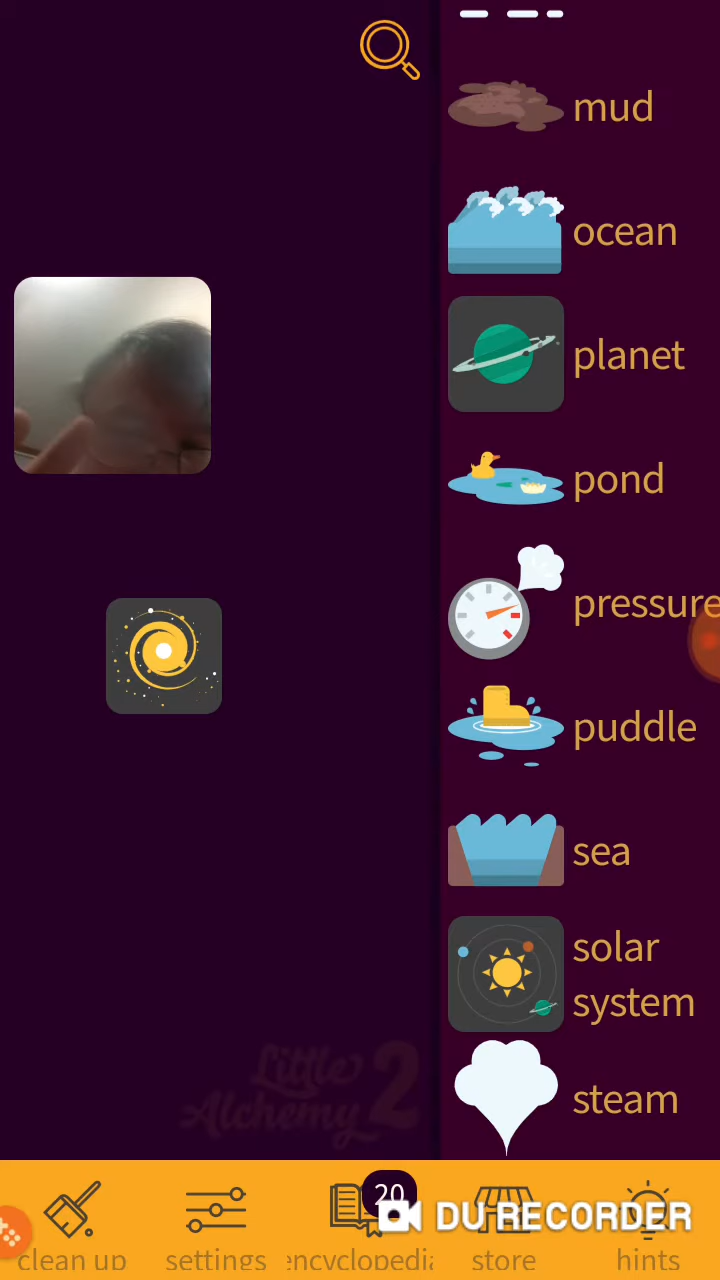 mud
ocean
planet
pond
pressure
puddle
sea
solar
system
steam
Little
Alchemy 2
20
DU RECORDER
clean up
settings
encyclopedia
store
hints